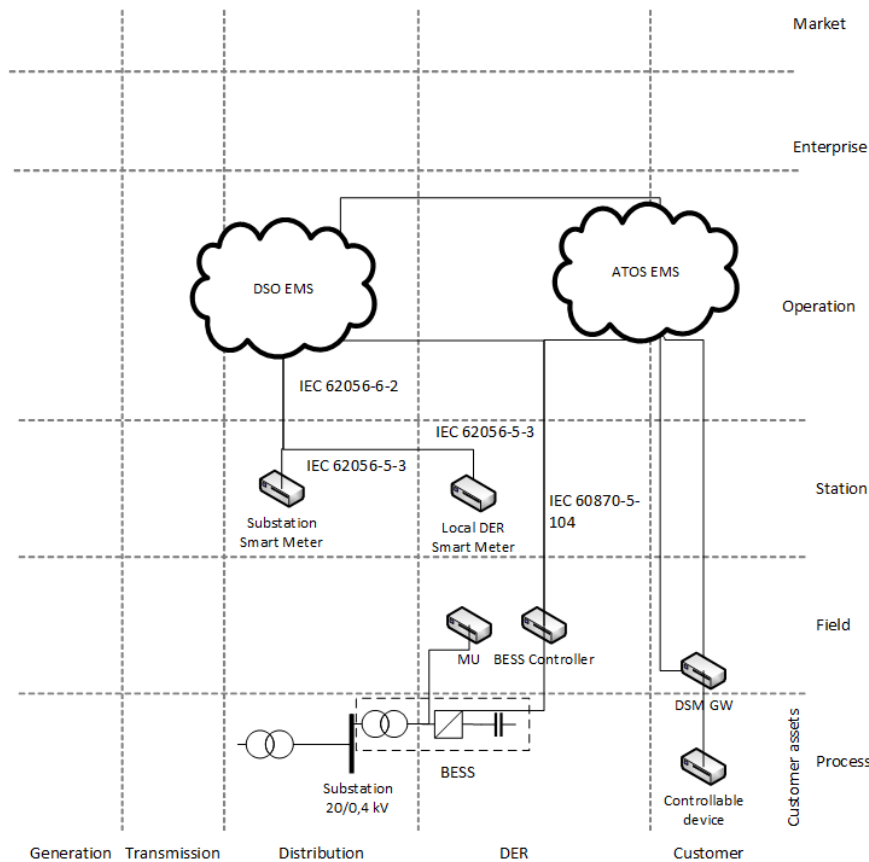 Market
Enterprise
DSO EMS
ATOS EMS
Operation
IEC 62056-6-2
IEC 62056-5-3
IEC 62056-5-3
Substation
Smart Meter
Local DER
Smart Meter
IEC 60870-5-
104
Station
MU
BESS Controller
Field
DSM GW
BESS
Substation
20/0,4 kV
Controllable
device
Customer assets
Process
Generation
Transmission
Distribution
DER
Customer